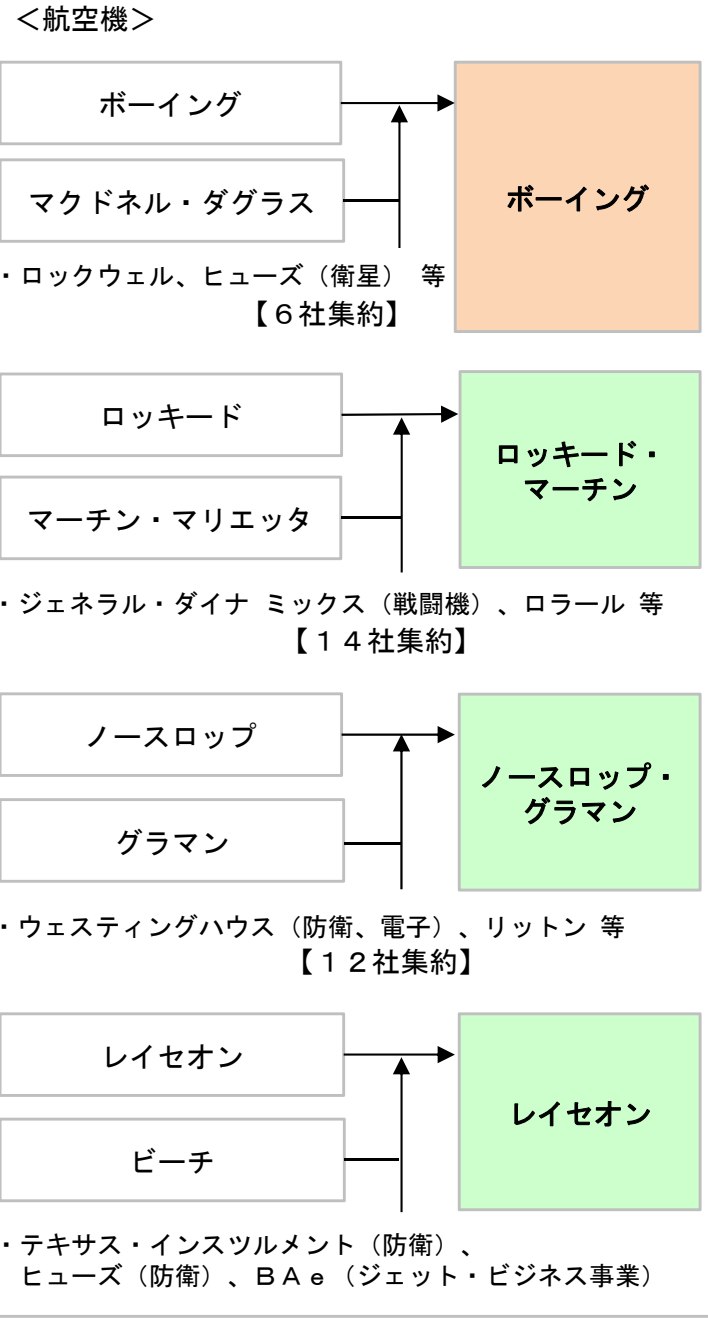 ＜航空機＞
ボーイング
マクドネル・ダグラス
ボーイング
・ロックウェル、ヒューズ（衛星） 等
【６社集約】
ロッキード
マーチン・マリエッタ
ロッキード・
マーチン
・ジェネラル・ダイナ ミックス（戦闘機）、ロラール 等
【１４社集約】
ノースロップ
グラマン
ノースロップ・
グラマン
・ウェスティングハウス（防衛、電子）、リットン 等
【１２社集約】
レイセオン
ビーチ
レイセオン
・テキサス・インスツルメント（防衛）、
ヒューズ（防衛）、ＢＡｅ（ジェット・ビジネス事業）